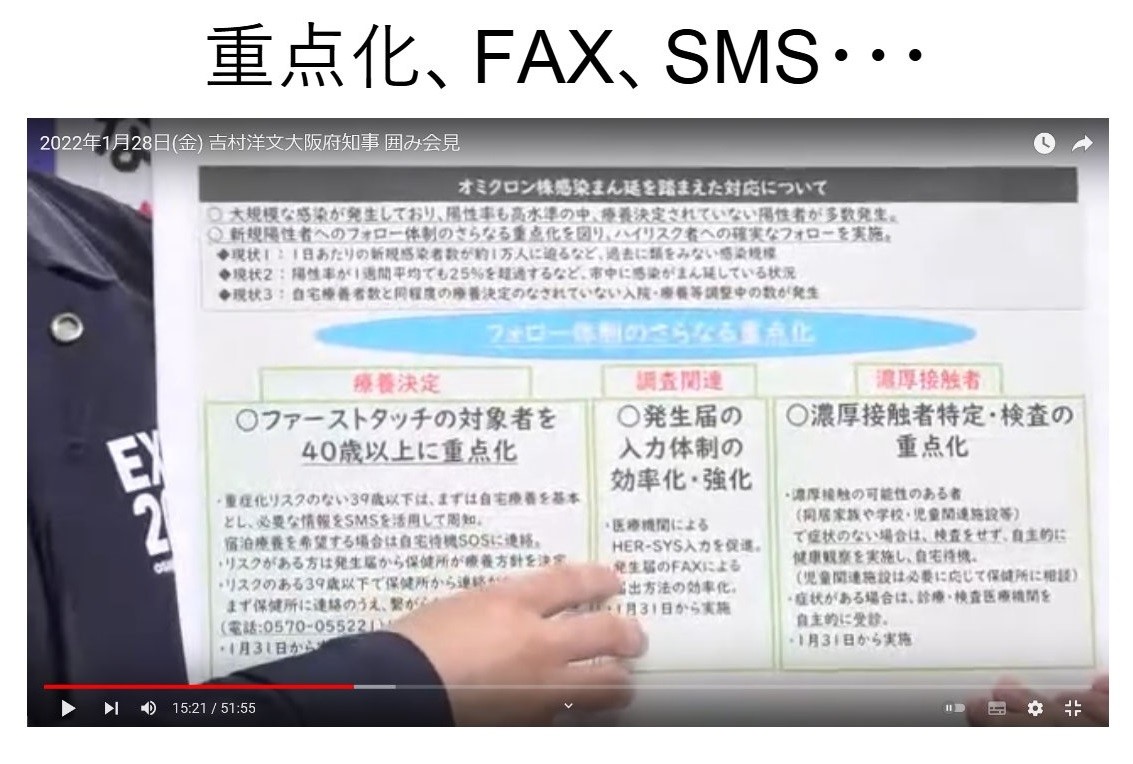 重点化、FAX、SMS・・・
2022年1月28日(金) 吉村洋文大阪府知事 囲み会見
オミクロン株感染まん延を踏まえた対応について
○ 大規模な感染が発生しており、陽性率も高水準の中、療養決定されていない陽性者が多数発生。
○ 新規陽性者へのフォロー体制のさらなる重点化を図り、ハイリスク者への確実なフォローを実施。
◆現状1：1日あたりの新規感染者数が約1万人に迫るなど、過去に類をみない感染規模
◆現状2：陽性率が1週間平均でも25%を超過するなど、市中に感染がまん延している状況
◆現状3：自宅療養者数と同程度の療養決定のなされていない入院・療養等調整中の数が発生
フォロー体制のさらなる重点化
療養決定
○ファーストタッチの対象者を
40歳以上に重点化
・重症化リスクのない39歳以下は、まずは自宅療養を基本
とし、必要な情報をSMSを活用して周知。
宿泊療養を希望する場合は自宅待機SOSに連絡。
・リスクがある方は発生届から保健所が療養方針を決定
・リスクのある39歳以下で保健所から連絡が
まず保健所に連絡のうえ、繋がら
(電話:0570-055221)
・1月31日から
調査関連
○発生届の
入力体制の
効率化・強化
・医療機関による
HER-SYS入力を促進。
発生届のFAXによる
届出方法の効率化。
・1月31日から実施
濃厚接触者
○濃厚接触者特定・検査の
重点化
・濃厚接触の可能性のある者
(同居家族や学校・児童関連施設等)
で症状のない場合は、検査をせず、自主的に
健康観察を実施し、自宅待機。
(児童関連施設は必要に応じて保健所に相談)
・症状がある場合は、診療・検査医療機関を
自主的に受診。
・1月31日から実施
EX
20
15:21 / 51:55